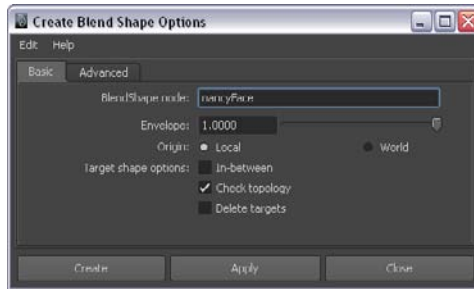 Create Blend Shape Options
Edit Help
Basic Advanced
BlendShape node: nancyFace
Envelope: 1.0000
Origin: Local World
Target shape options: In-between
Check topology
Delete targets
Create Apply Close